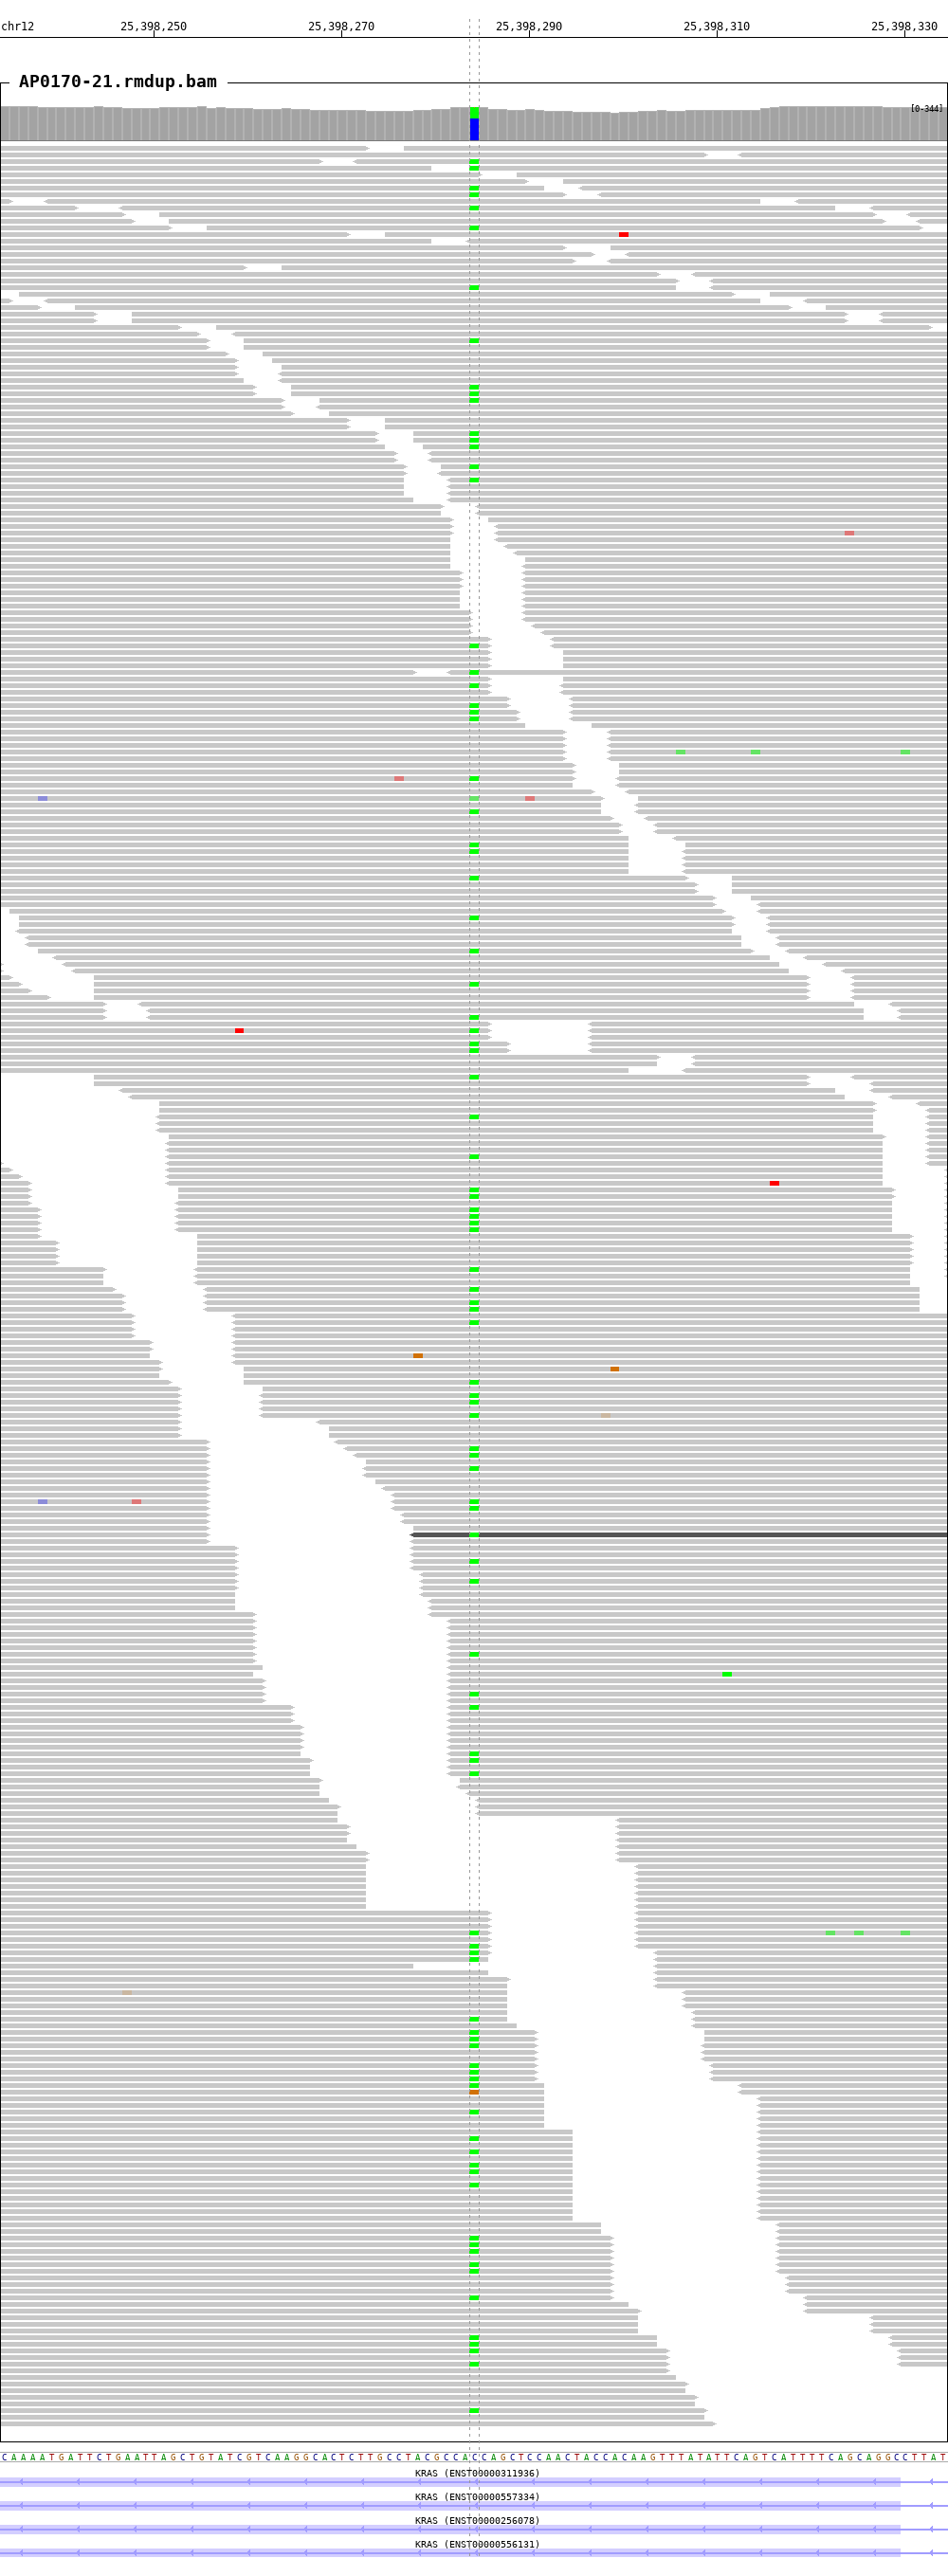 chr12 25,398,250 25,398,270 25,398,290 25,398,310 25,398,330
AP0170-21.rmdup.bam
[0-344]
CAAAATGATTCTGAATTAGCTGTATCGTCAAGGCACTCTTGCCTACGCCACCAGCTCCAACTACCACAAGTTTATATTCAGTCATTTTCAGCAGGCCTTAT
KRAS (ENST00000311936)
KRAS (ENST00000557334)
KRAS (ENST00000256078)
KRAS (ENST00000556131)